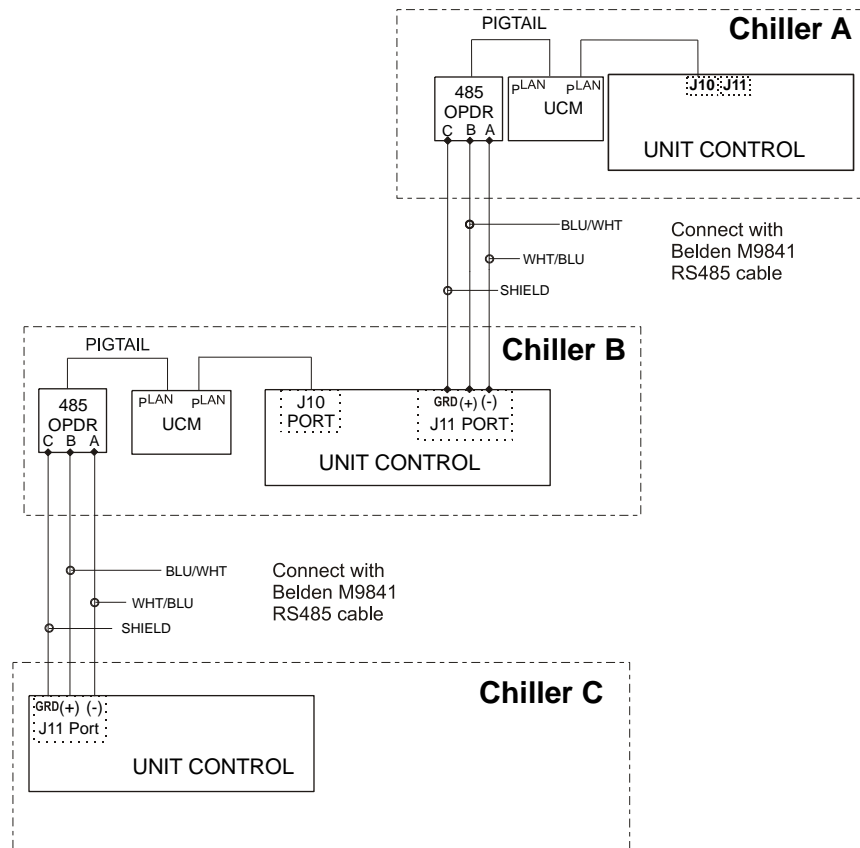 PIGTAIL
Chiller A
485
OPDR
C B A
pLAN pLAN
UCM
J10 J11
UNIT CONTROL
BLU/WHT
WHT/BLU
SHIELD
Connect with
Belden M9841
RS485 cable
PIGTAIL
Chiller B
485
OPDR
C B A
pLAN pLAN
UCM
J10
PORT
GRD (+) (-)
J11 PORT
UNIT CONTROL
BLU/WHT
WHT/BLU
SHIELD
Connect with
Belden M9841
RS485 cable
Chiller C
GRD (+) (-)
J11 Port
UNIT CONTROL